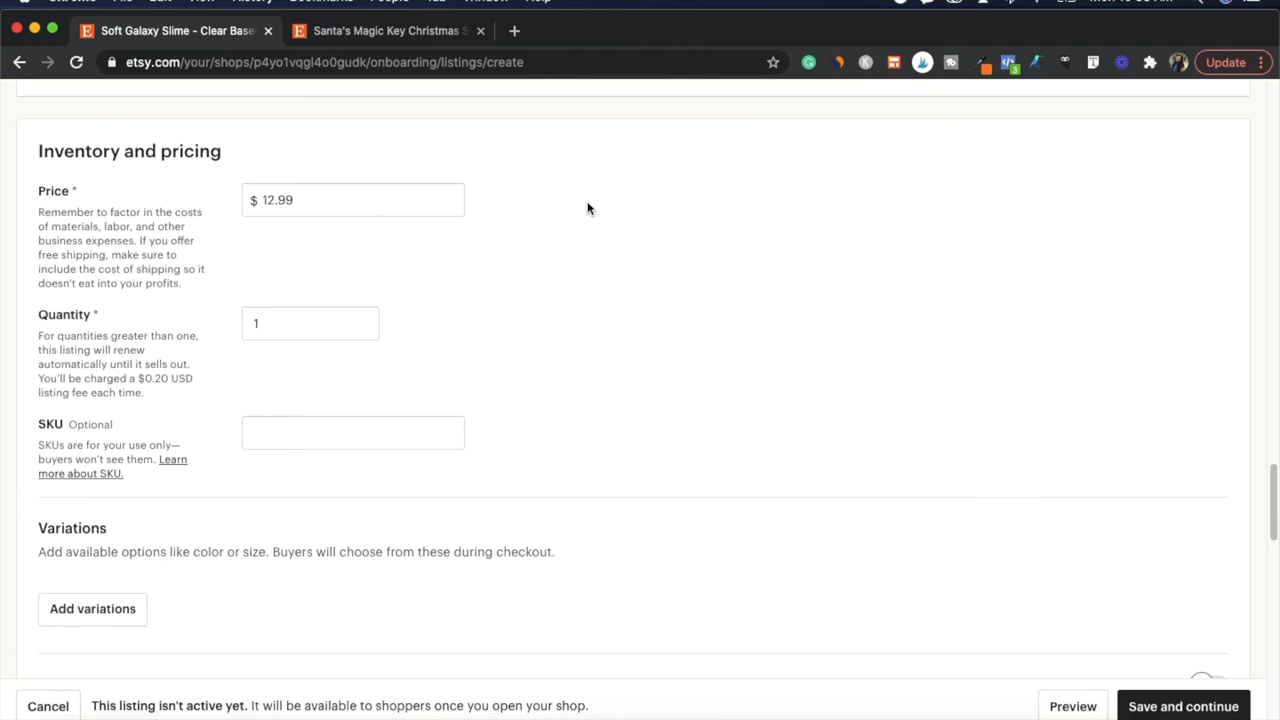 Soft Galaxy Slime - Clear Base
Santa's Magic Key Christmas S
etsy.com/your/shops/p4yo1vqgl4o0gudk/onboarding/listings/create
3
Update
Inventory and pricing
Price *
$ 12.99
Remember to factor in the costs
of materials, labor, and other
business expenses. If you offer
free shipping, make sure to
include the cost of shipping so it
doesn't eat into your profits.
Quantity *
1
For quantities greater than one,
this listing will renew
automatically until it sells out.
You'll be charged a $0.20 USD
listing fee each time.
SKU Optional
SKUs are for your use only—
buyers won't see them. Learn
more about SKU.
Variations
Add available options like color or size. Buyers will choose from these during checkout.
Add variations
Cancel
This listing isn't active yet. It will be available to shoppers once you open your shop.
Preview
Save and continue